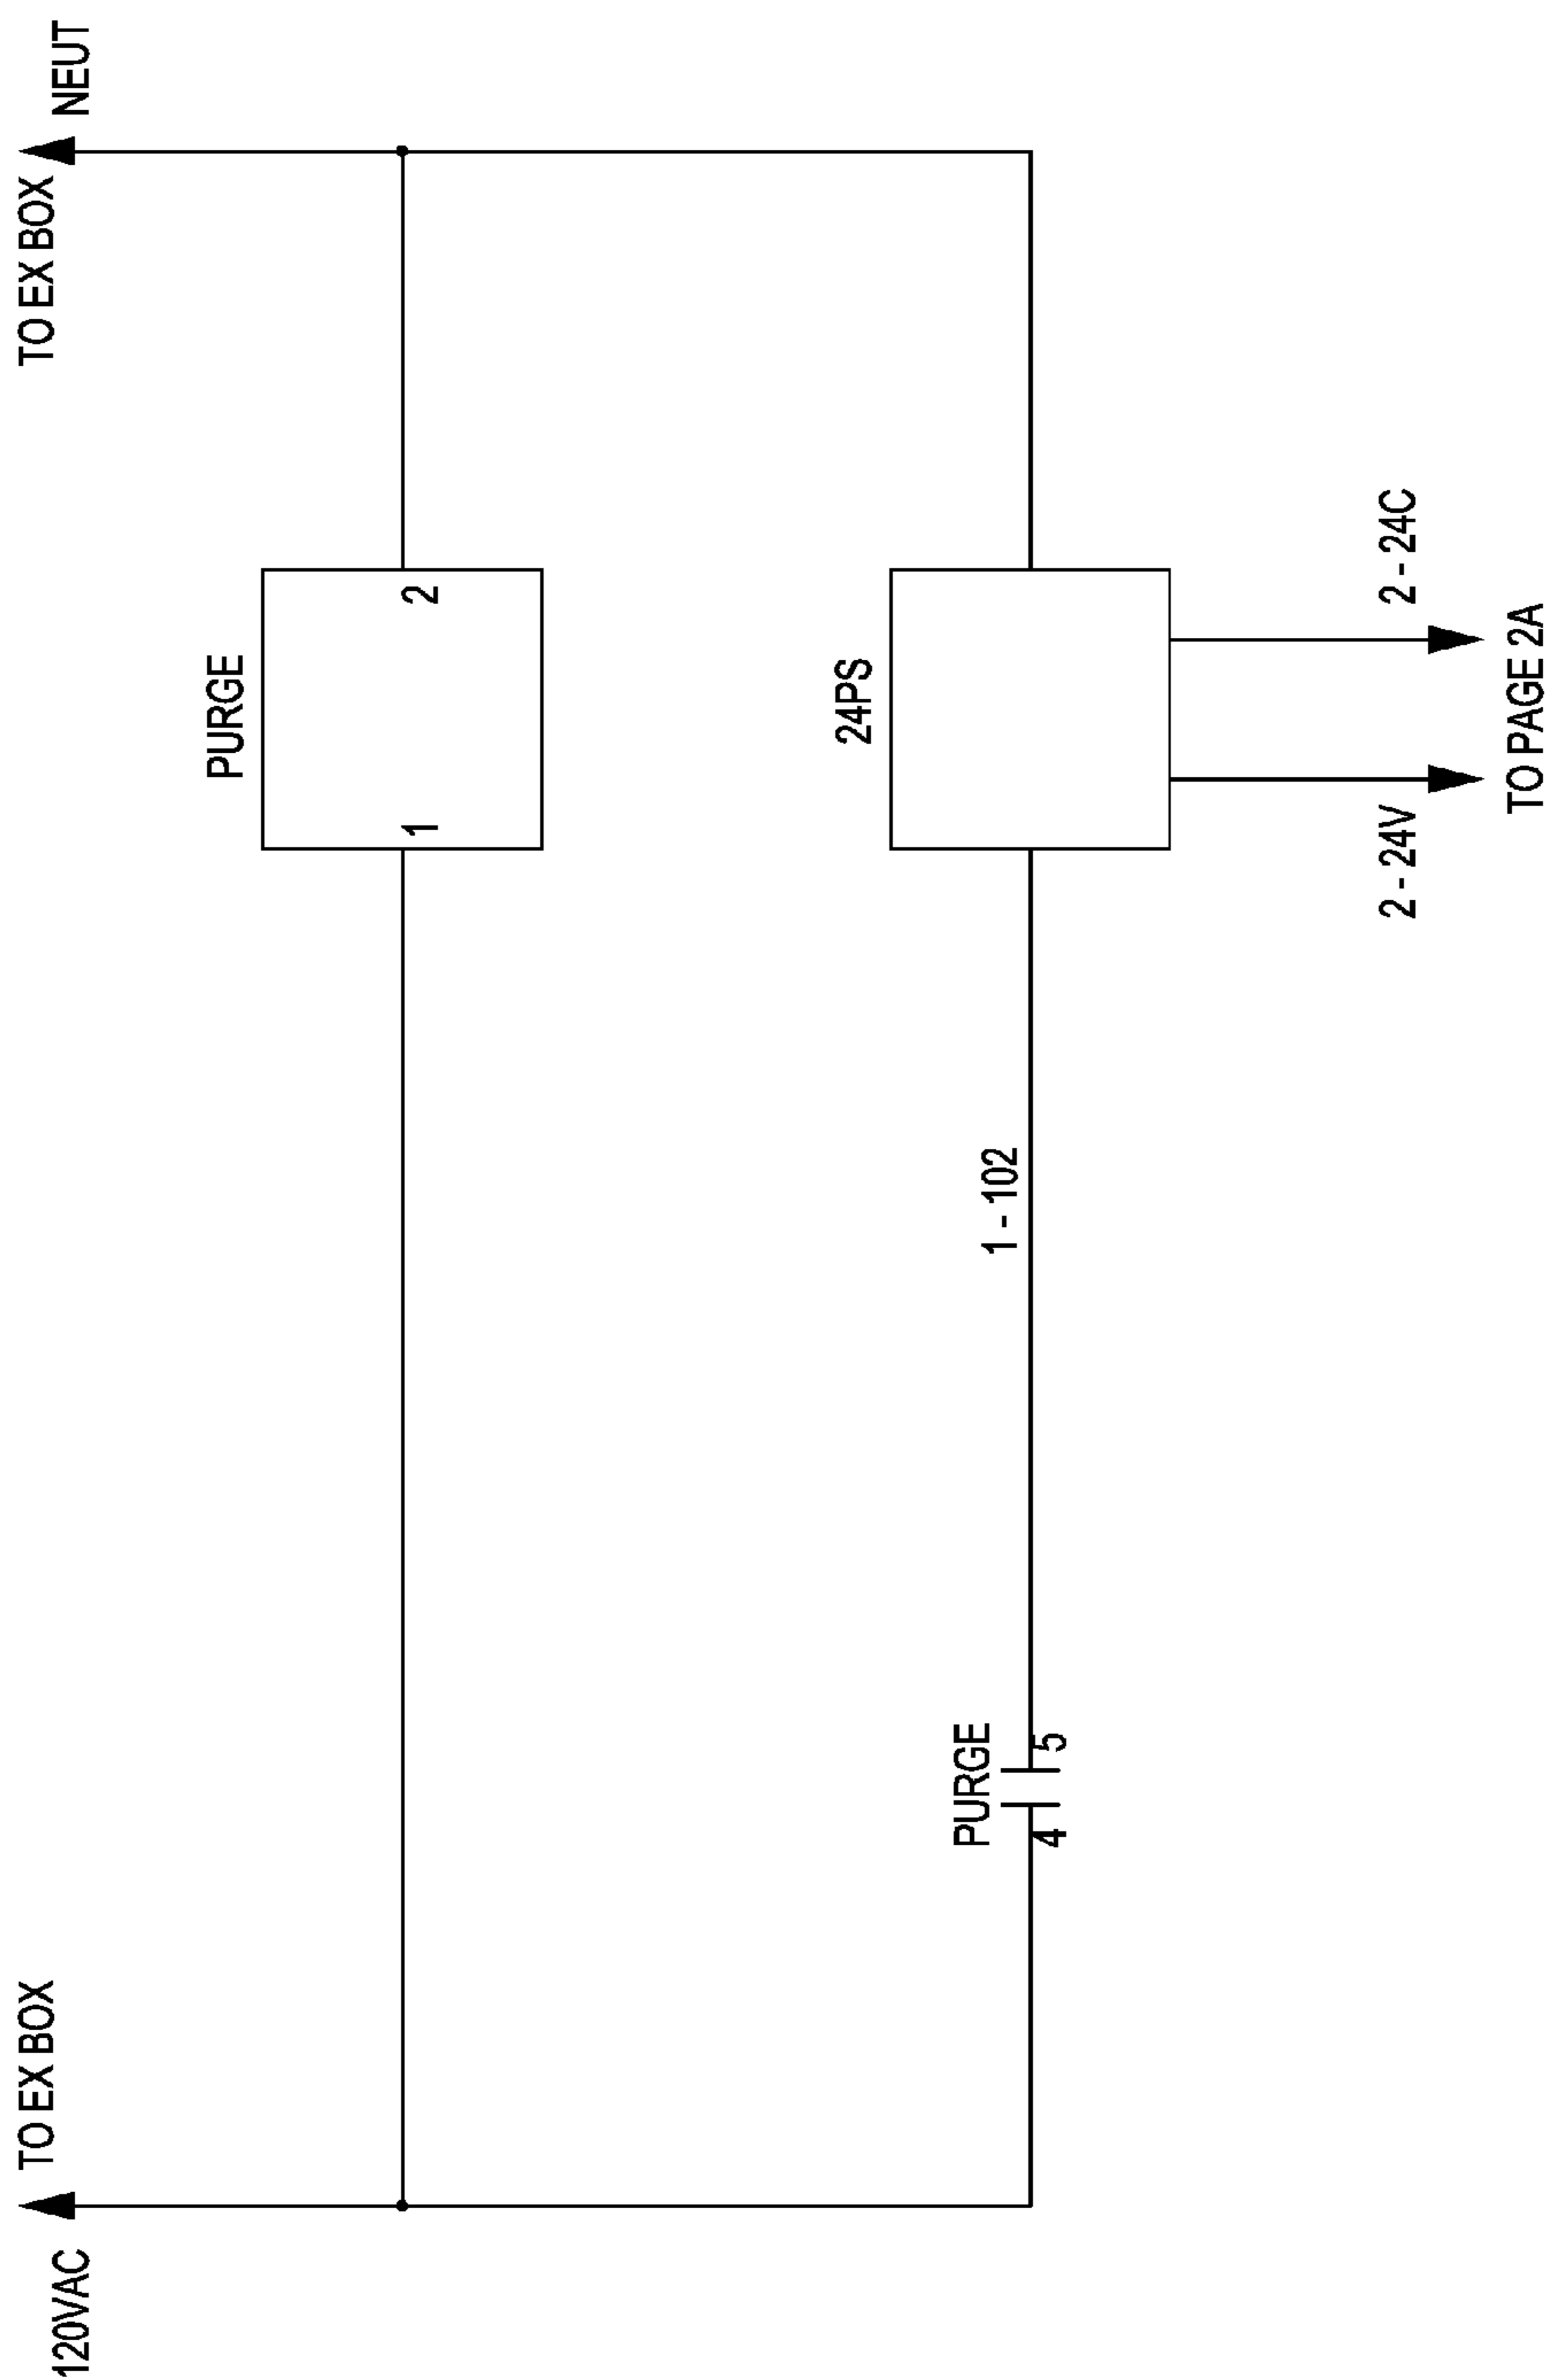 TO EX BOX
TO EX BOX
120VAC
NEUT
PURGE
1
2
24PS
PURGE
4
5
1 - 102
2 - 24V
2 - 24C
TO PAGE 2A